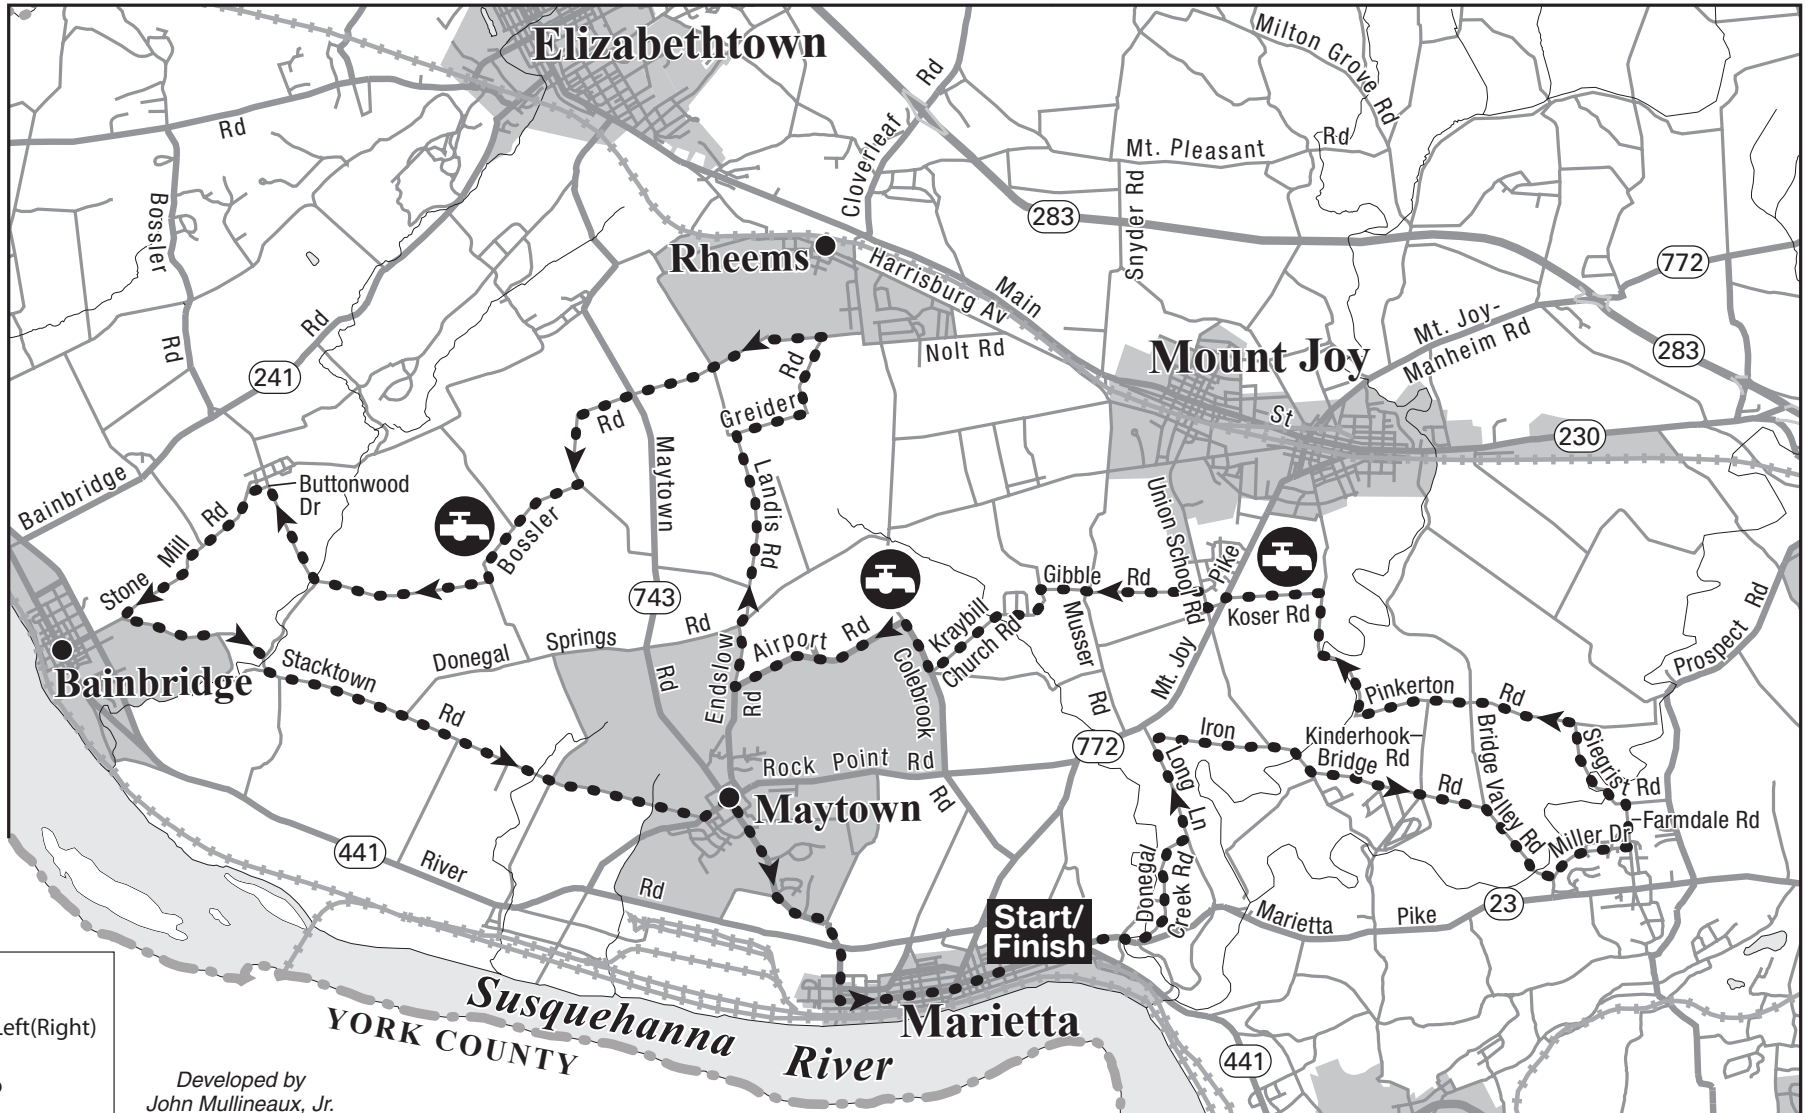 Elizabethtown
Milton Grove Rd
Rd
Cloverleaf Rd
Mt. Pleasant Rd
Bossler
Rd
Snyder Rd
283
Rheems
Harrisburg Av
Main
772
Mt. Joy-
Manheim Rd
283
Rd
241
Nolt Rd
Mount Joy
St
230
Rd
Greider
Rd
Maytown
Landis Rd
Bainbridge
Buttonwood
Dr
Stone Mill Rd
Bossler
Union School Rd
Pike
Gibble Rd
Koser Rd
743
Springs
Rd
Donegal
Airport Rd
Kraybill
Church Rd
Musser
Rd
Mt. Joy
Prospect Rd
Bainbridge
Stacktown
Rd
Rd
Endslow
Rd
Colebrook
Rd
Pinkerton Rd
Iron
Kinderhook
Rd
Bridge
Rd
Bridge Valley Rd
Siegrist Rd
772
Rock Point Rd
Long Ln
Maytown
Farmdale Rd
Miller Dr
441
River
Rd
Donegal
Creek Rd
Start/
Finish
Marietta Pike
23
Susquehanna
River
YORK COUNTY
Marietta
441
Left(Right)
Developed by
John Mullineaux, Jr.